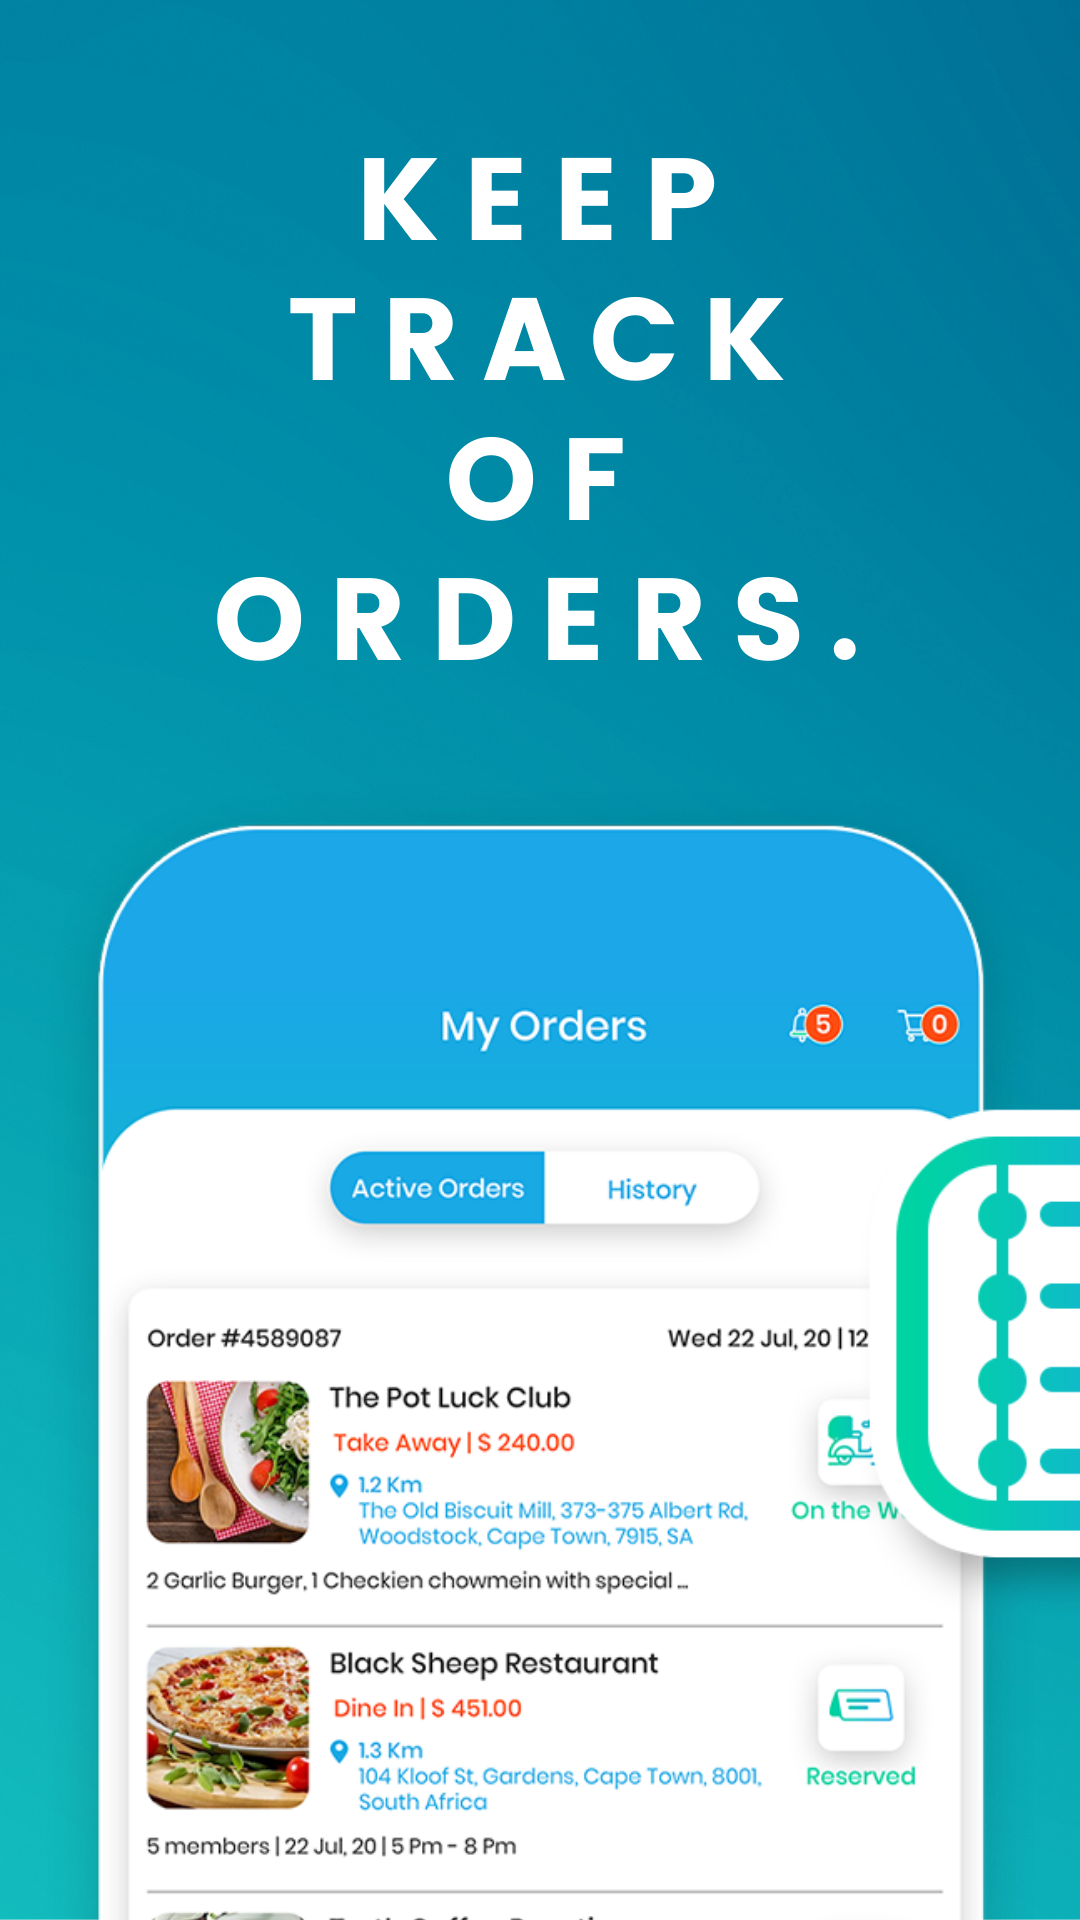 KEEP
TRACK
OF
ORDERS.
My Orders
5
0
Active Orders
History
Order #4589087
Wed 22 Jul, 20 | 12
The Pot Luck Club
Take Away | $ 240.00
1.2 Km
The Old Biscuit Mill, 373-375 Albert Rd,
Woodstock, Cape Town, 7915, SA
On the
2 Garlic Burger, 1 Checkien chowmein with special ...
Black Sheep Restaurant
Dine In | $ 451.00
1.3 Km
104 Kloof St, Gardens, Cape Town, 8001,
South Africa
Reserved
5 members | 22 Jul, 20 | 5 Pm - 8 Pm